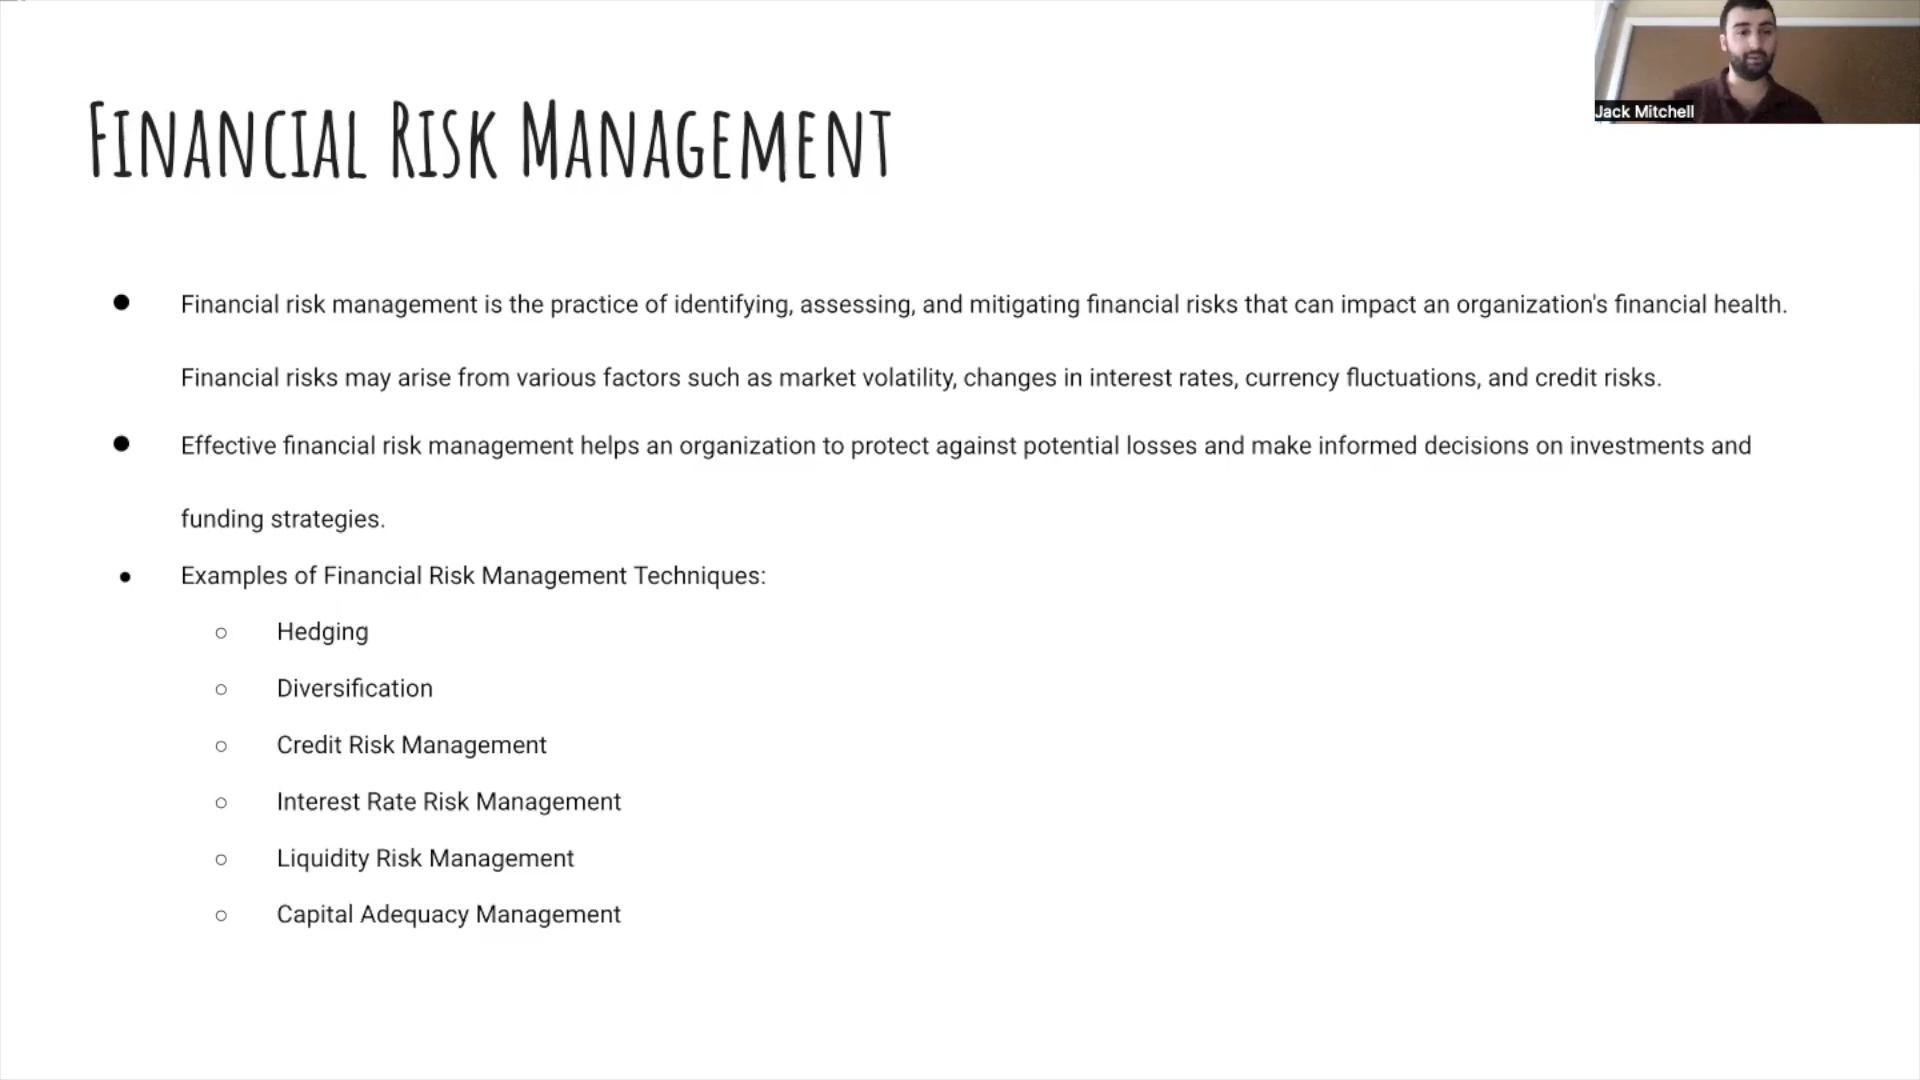 Jack Mitchell
Financial Risk Management
● Financial risk management is the practice of identifying, assessing, and mitigating financial risks that can impact an organization's financial health.
Financial risks may arise from various factors such as market volatility, changes in interest rates, currency fluctuations, and credit risks.
● Effective financial risk management helps an organization to protect against potential losses and make informed decisions on investments and
funding strategies.
● Examples of Financial Risk Management Techniques:
○ Hedging
○ Diversification
○ Credit Risk Management
○ Interest Rate Risk Management
○ Liquidity Risk Management
○ Capital Adequacy Management